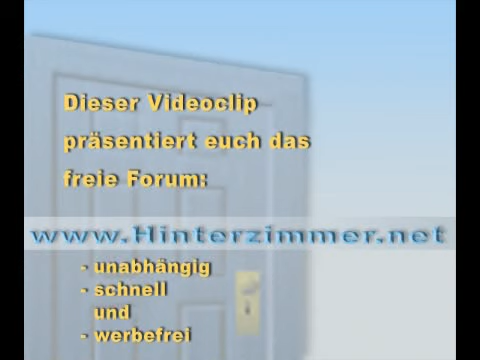 Dieser Videoclip
präsentiert euch das
freie Forum:
www.Hinterzimmer.net
- unabhängig
- schnell
und
- werbefrei